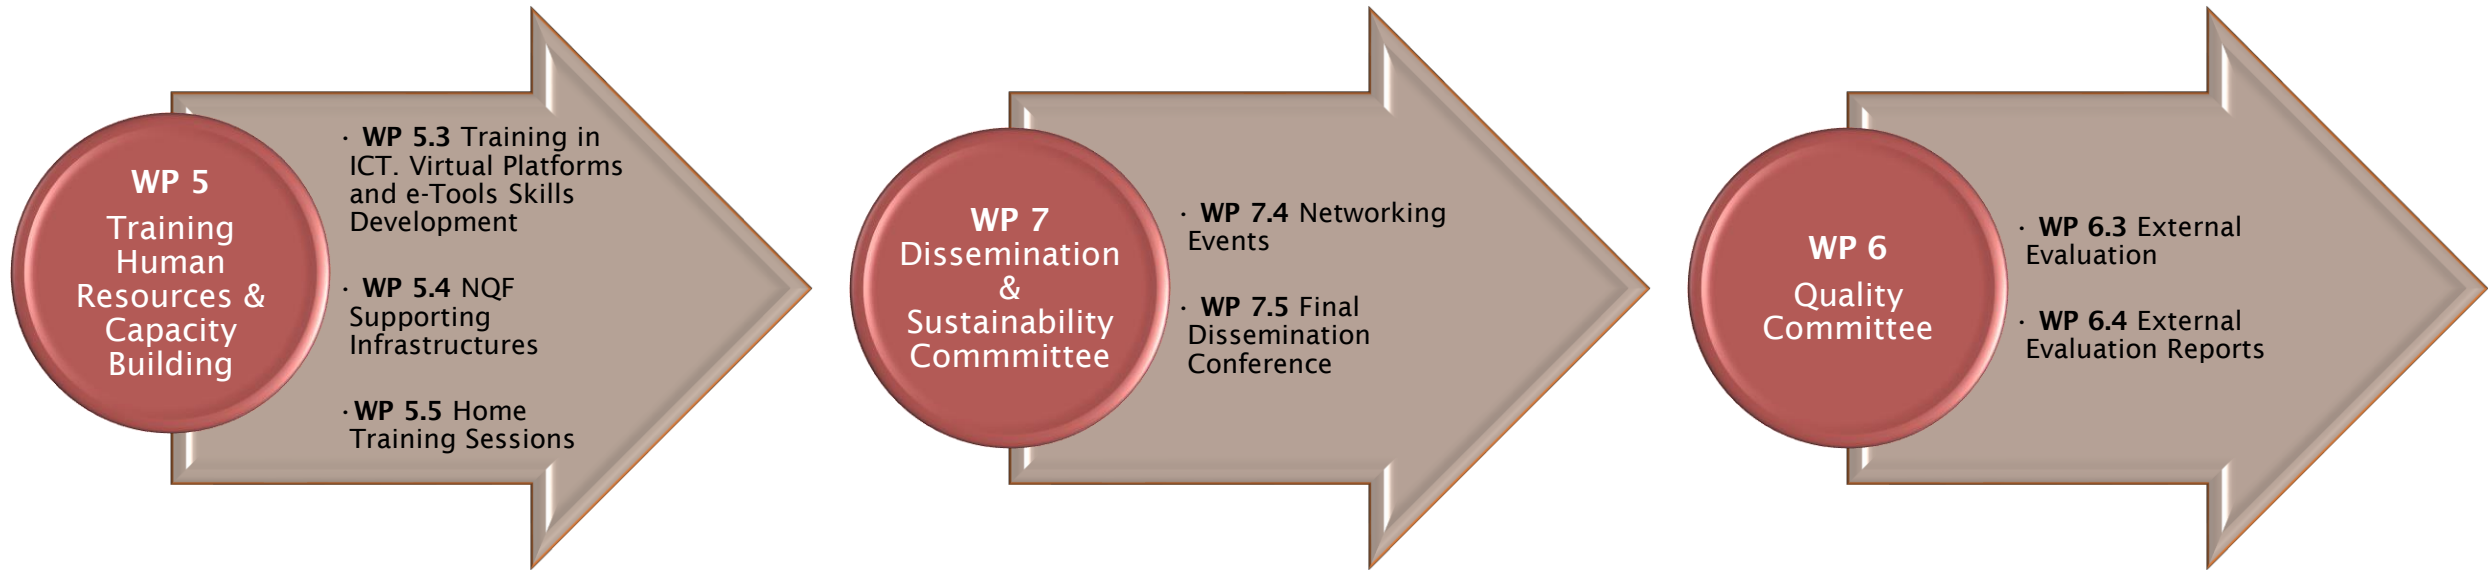 WP 5
Training
Human
Resources &
Capacity
Building
· WP 5.3 Training in
ICT. Virtual Platforms
and e-Tools Skills
Development
· WP 5.4 NQF
Supporting
Infrastructures
· WP 5.5 Home
Training Sessions
WP 7
Dissemination
&
Sustainability
Commmittee
· WP 7.4 Networking
Events
· WP 7.5 Final
Dissemination
Conference
WP 6
Quality
Committee
· WP 6.3 External
Evaluation
· WP 6.4 External
Evaluation Reports